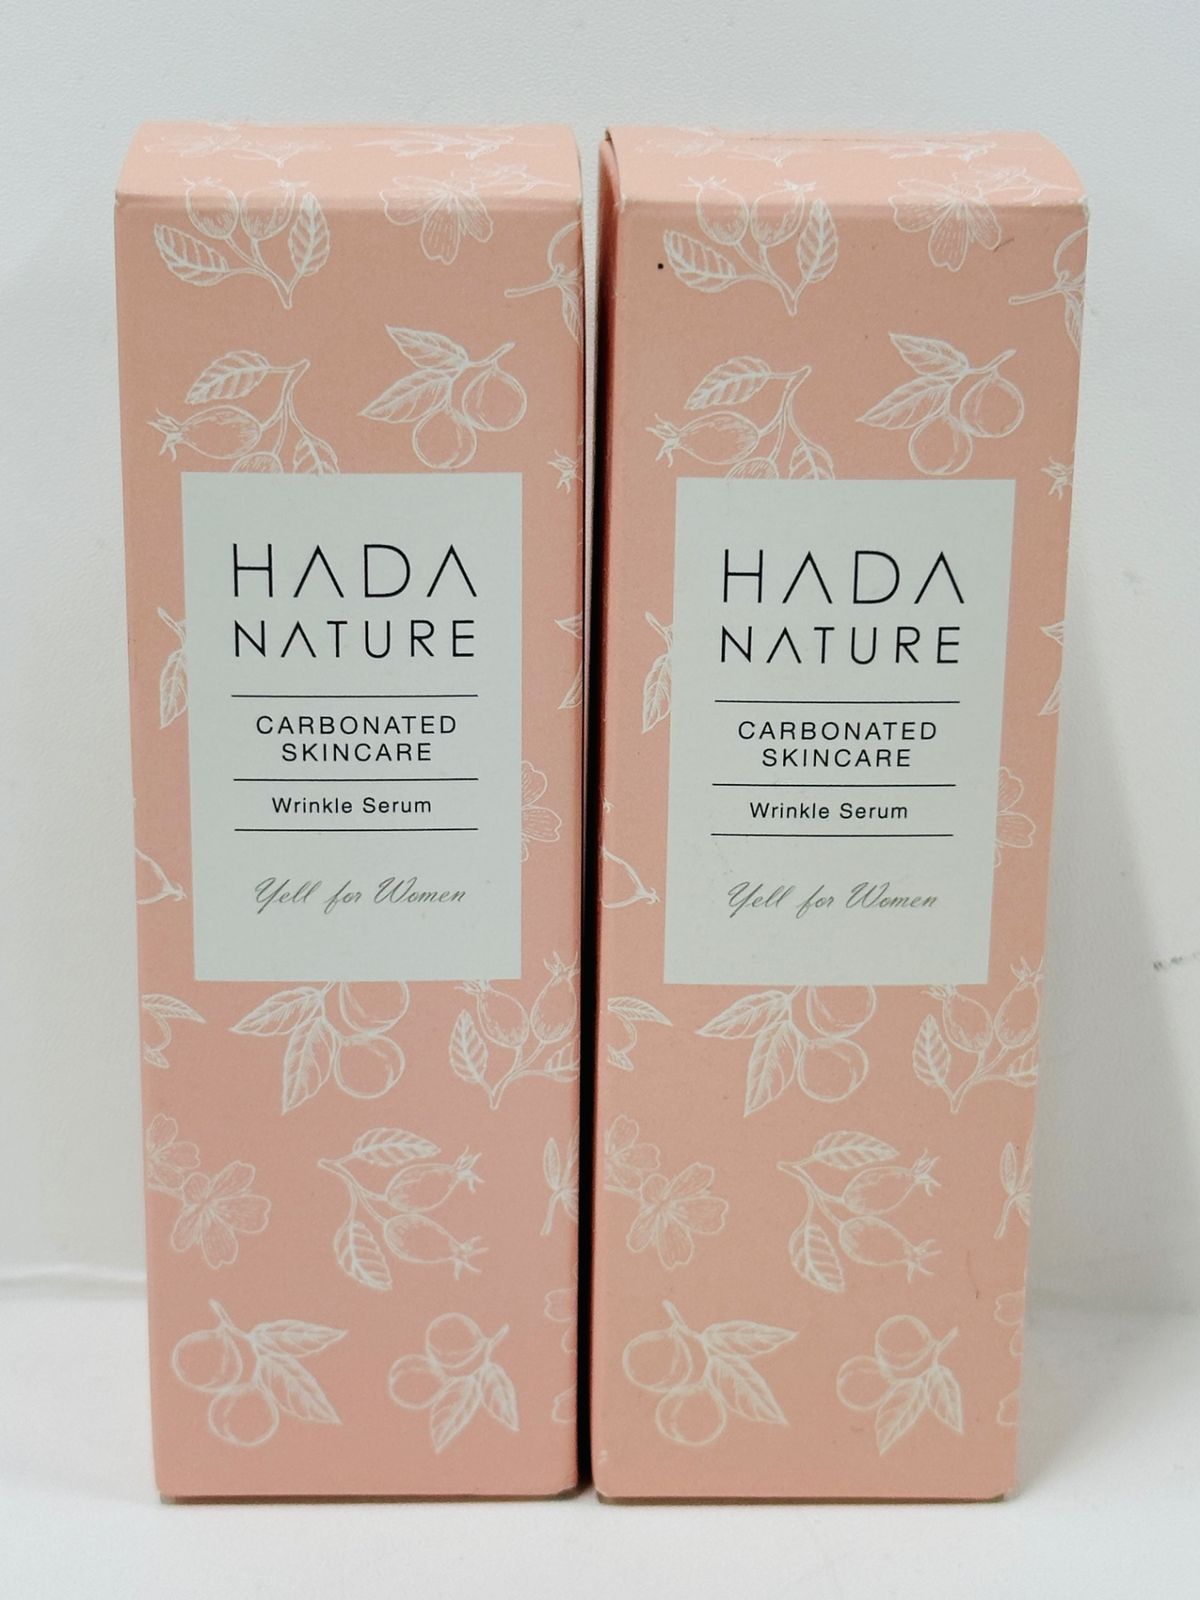 HADA
NATURE
CARBONATED
SKINCARE
Wrinkle Serum
Yell for Women
HADA
NATURE
CARBONATED
SKINCARE
Wrinkle Serum
Yell for Women